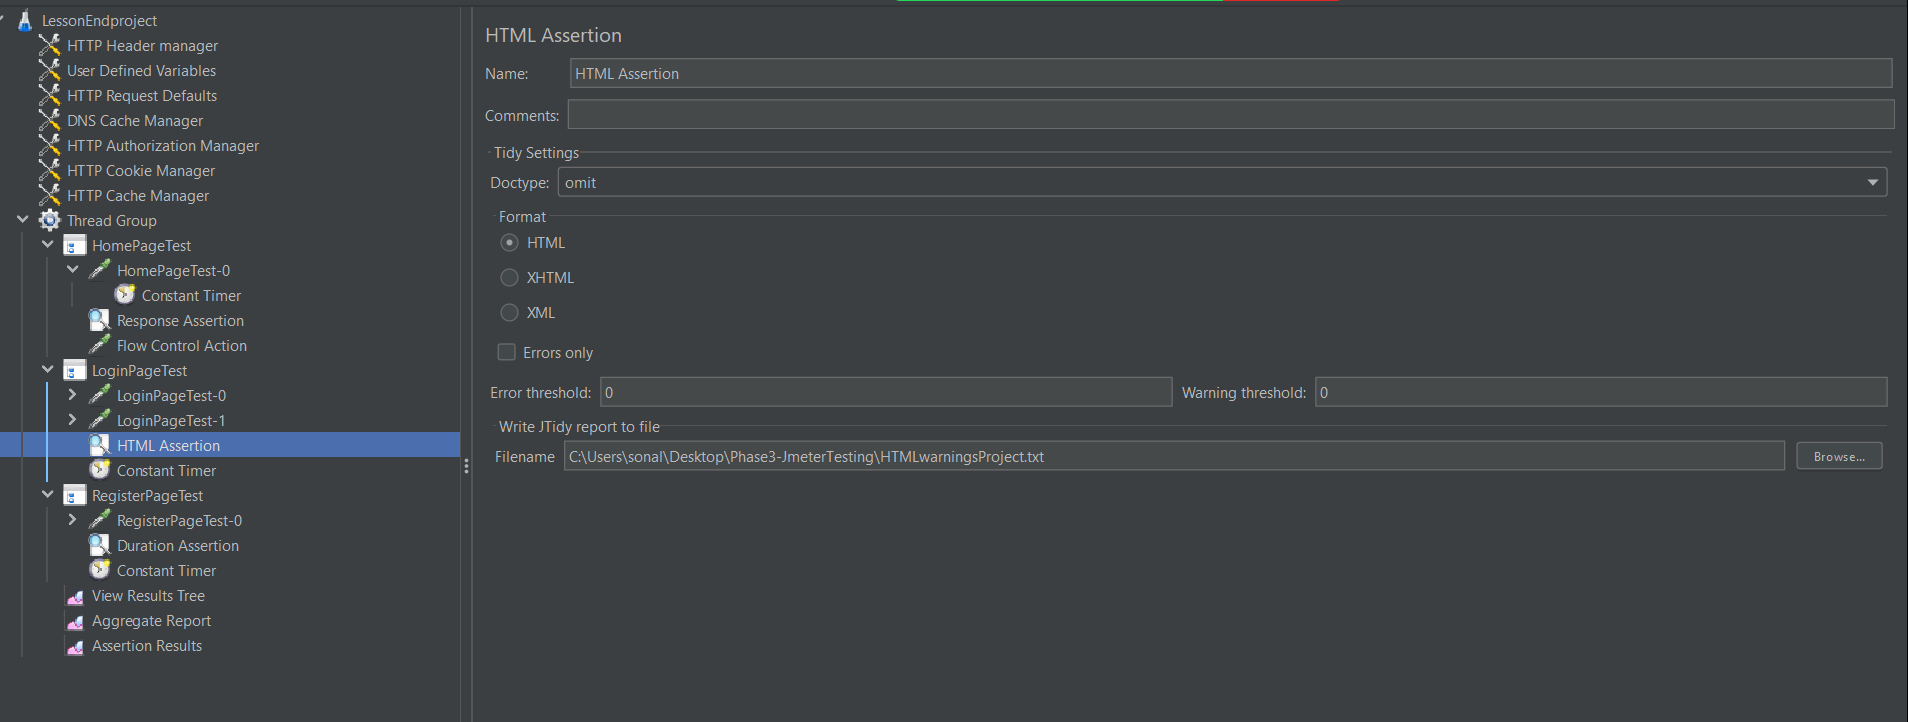 LessonEndproject
HTTP Header manager
User Defined Variables
HTTP Request Defaults
DNS Cache Manager
HTTP Authorization Manager
HTTP Cookie Manager
HTTP Cache Manager
Thread Group
HomePageTest
HomePageTest-0
Constant Timer
Response Assertion
Flow Control Action
LoginPageTest
LoginPageTest-0
LoginPageTest-1
HTML Assertion
Constant Timer
RegisterPageTest
RegisterPageTest-0
Duration Assertion
Constant Timer
View Results Tree
Aggregate Report
Assertion Results
HTML Assertion
Name: HTML Assertion
Comments:
Tidy Settings
Doctype: omit
Format
HTML
XHTML
XML
Errors only
Error threshold: 0 Warning threshold: 0
Write JTidy report to file
Filename C:\Users\sonal\Desktop\Phase3-JmeterTesting\HTMLwarningsProject.txt Browse...